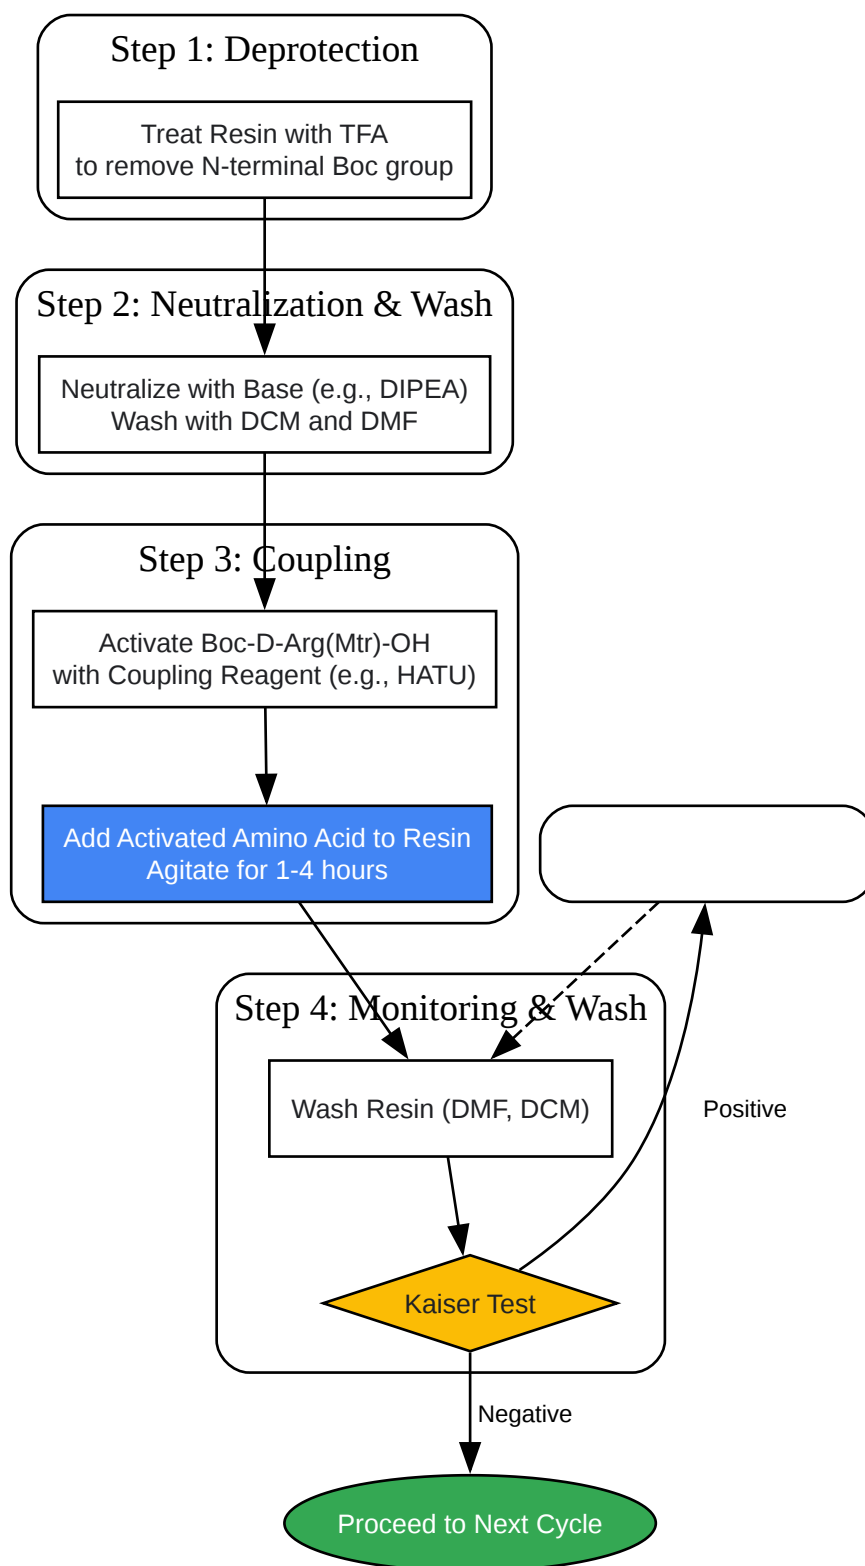 Step 1: Deprotection
Treat Resin with TFA
to remove N-terminal Boc group
Step 2: Neutralization & Wash
Neutralize with Base (e.g., DIPEA)
Wash with DCM and DMF
Step 3: Coupling
Activate Boc-D-Arg(Mtr)-OH
with Coupling Reagent (e.g., HATU)
Add Activated Amino Acid to Resin
Agitate for 1-4 hours
Step 4: Monitoring & Wash
Wash Resin (DMF, DCM)
Positive
Kaiser Test
Negative
Proceed to Next Cycle